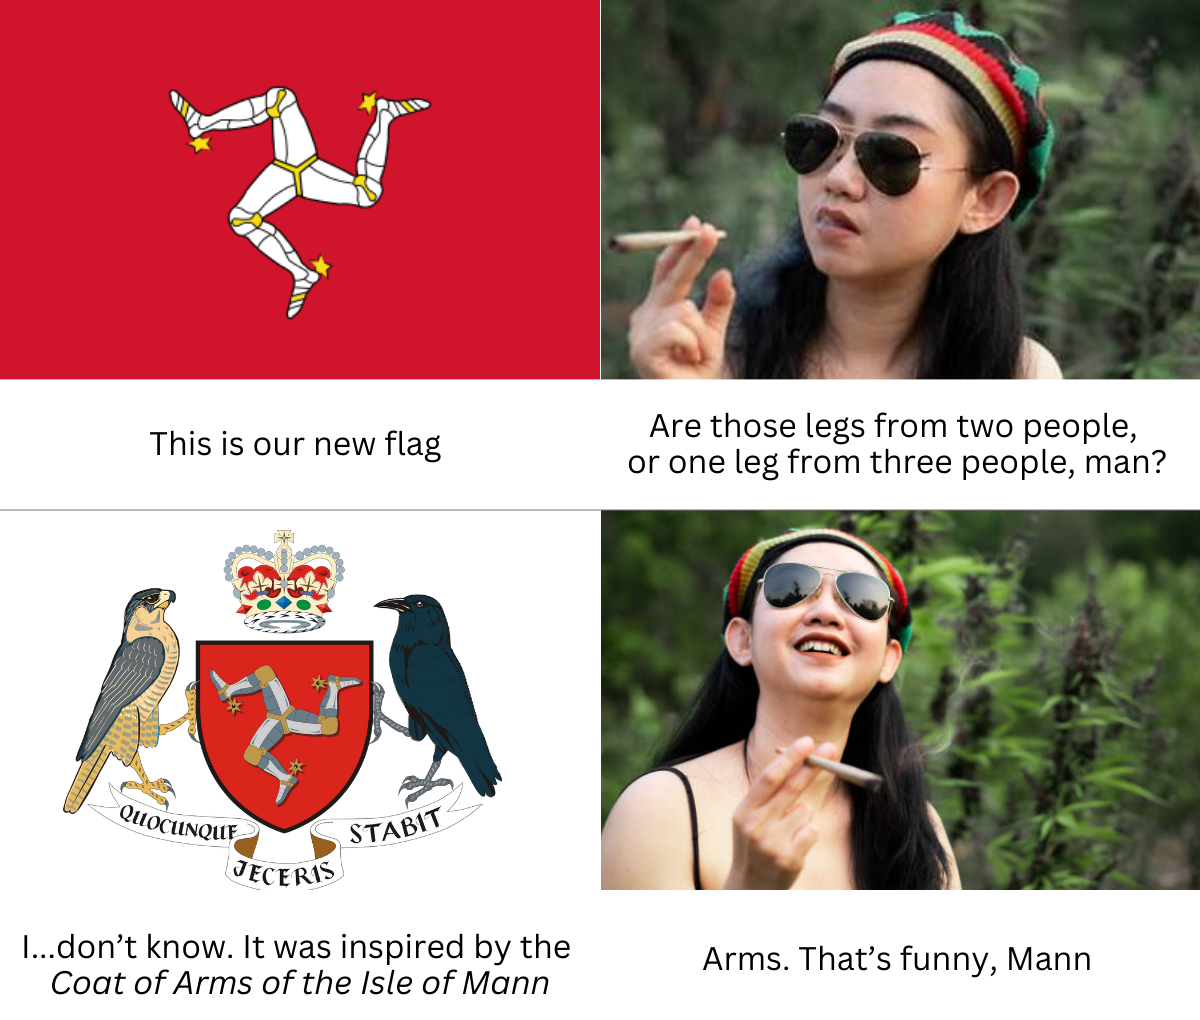 This is our new flag
Are those legs from two people,
or one leg from three people, man?
QUOCUNQUE
JECERIS
STABIT
I...don’t know. It was inspired by the
Coat of Arms of the Isle of Mann
Arms. That’s funny, Mann